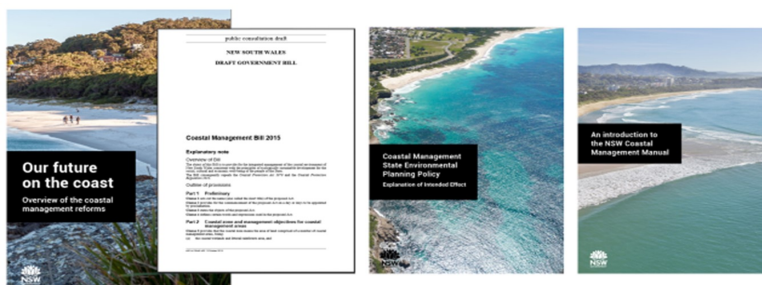 Our future
on the coast
Overview of the coastal
management reforms
NSW
public consultation draft
NEW SOUTH WALES
DRAFT GOVERNMENT BILL
Coastal Management Bill 2015
Explanatory note
Overview of Bill
Outline of provisions
Part 1 Preliminary
Part 2 Coastal zone and management objectives for coastal
management areas
Coastal Management
State Environmental
Planning Policy
Explanation of Intended Effect
NSW
An introduction to
the NSW Coastal
Management Manual
NSW